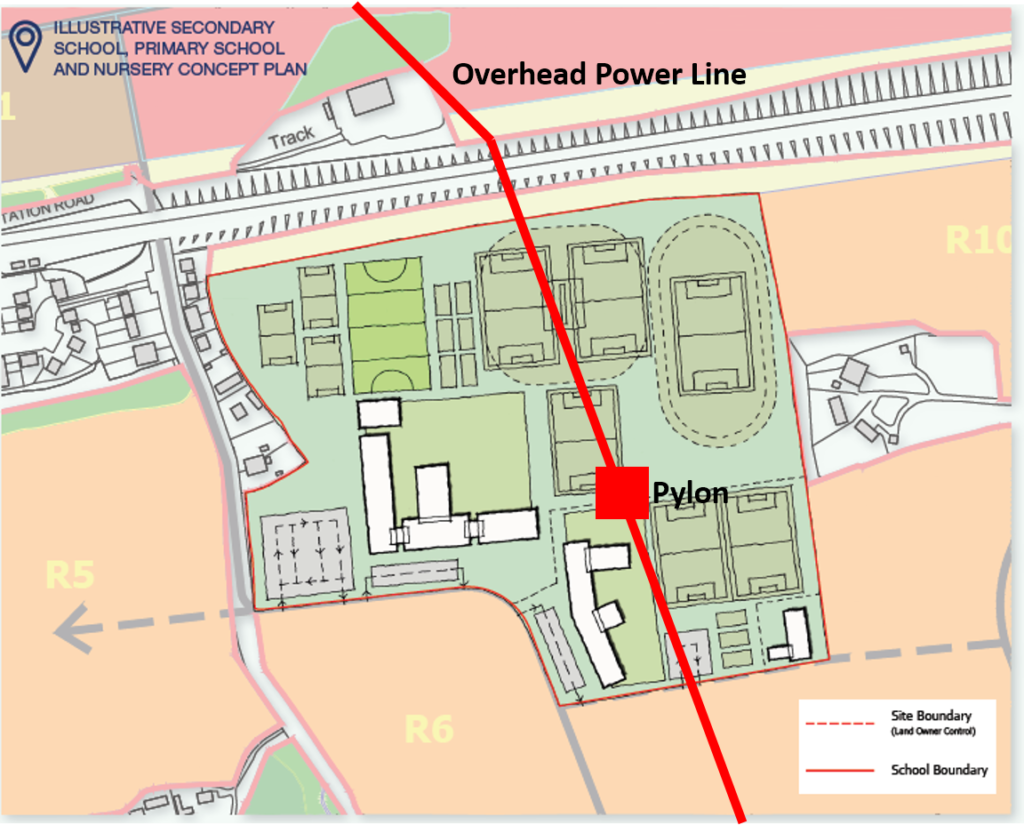 ILLUSTRATIVE SECONDARY
SCHOOL, PRIMARY SCHOOL
AND NURSERY CONCEPT PLAN
Overhead Power Line
1
Track
TATION ROAD
R10
Pylon
R5
R6
Site Boundary
(Land Owner Control)
School Boundary